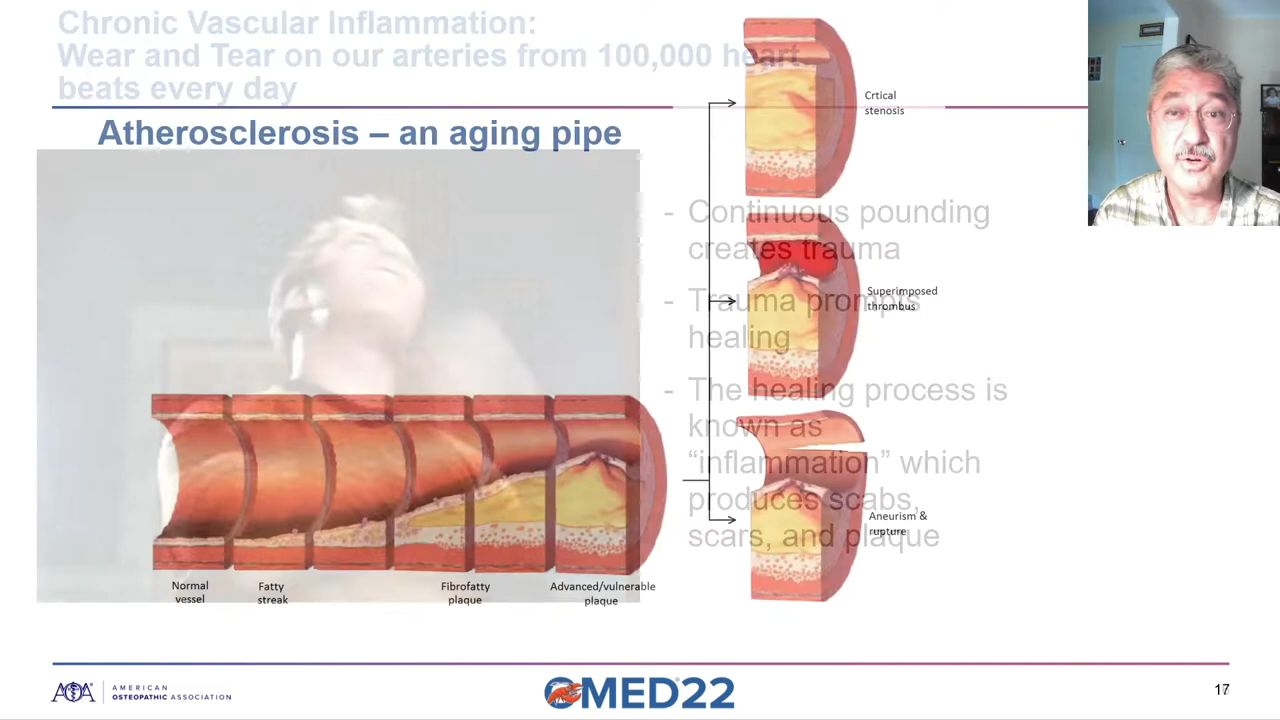 Chronic Vascular Inflammation:
Wear and Tear on our arteries from 100,000 heart
beats every day
Atherosclerosis – an aging pipe
- Continuous pounding
creates trauma
- Trauma prompts
healing
- The healing process is
known as
“inflammation” which
produces scabs,
scars, and plaque
Crtical
stenosis
Superimposed
thrombus
Aneurism &
rupture
Normal
vessel
Fatty
streak
Fibrofatty
plaque
Advanced/vulnerable
plaque
AOA
AMERICAN
OSTEOPATHIC ASSOCIATION
OMED22